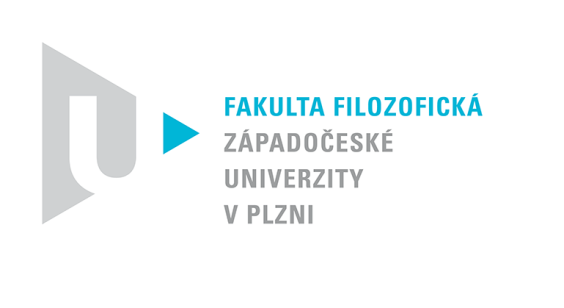 FAKULTA FILOZOFICKÁ
ZÁPADOČESKÉ
UNIVERZITY
V PLZNI